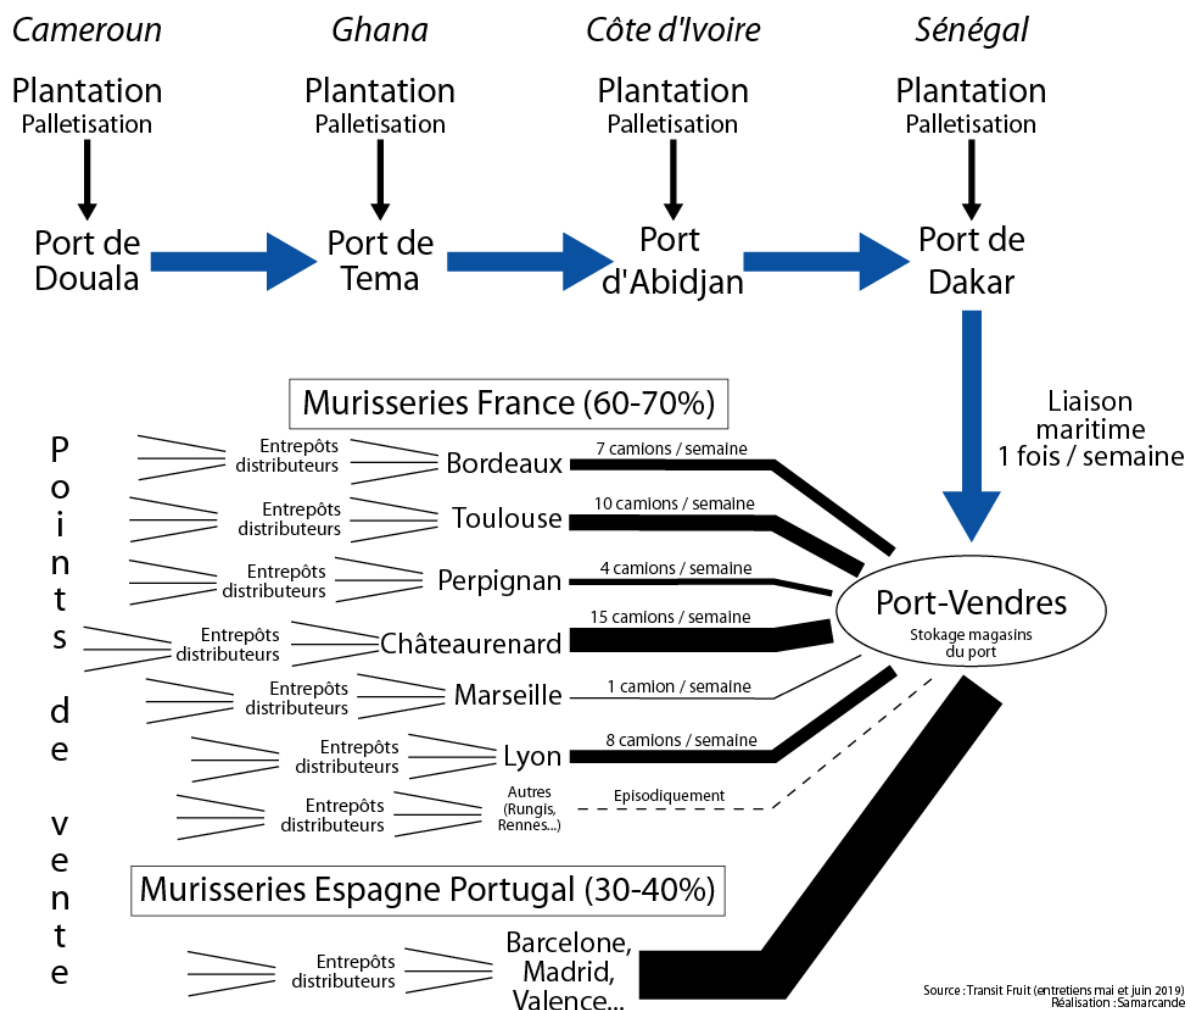 Cameroun
Ghana
Côte d'Ivoire
Sénégal
Plantation
Palletisation
Plantation
Palletisation
Plantation
Palletisation
Plantation
Palletisation
Port de
Douala
Port de
Tema
Port
d'Abidjan
Port de
Dakar
Liaison
maritime
1 fois / semaine
Murisseries France (60-70%)
Points de vente
Entrepôts
distributeurs
Bordeaux
7 camions / semaine
Entrepôts
distributeurs
Toulouse
10 camions / semaine
Entrepôts
distributeurs
Perpignan
4 camions / semaine
Entrepôts
distributeurs
Châteaurenard
15 camions / semaine
Port-Vendres
Stokage magasins
du port
Entrepôts
distributeurs
Marseille
1 camion / semaine
Entrepôts
distributeurs
Lyon
8 camions / semaine
Entrepôts
distributeurs
Autres
(Rungis,
Rennes...)
Episodiquement
Murisseries Espagne Portugal (30-40%)
Entrepôts
distributeurs
Barcelone,
Madrid,
Valence...
Source : Transit Fruit (entretiens mai et juin 2019)
Réalisation : Samarcande